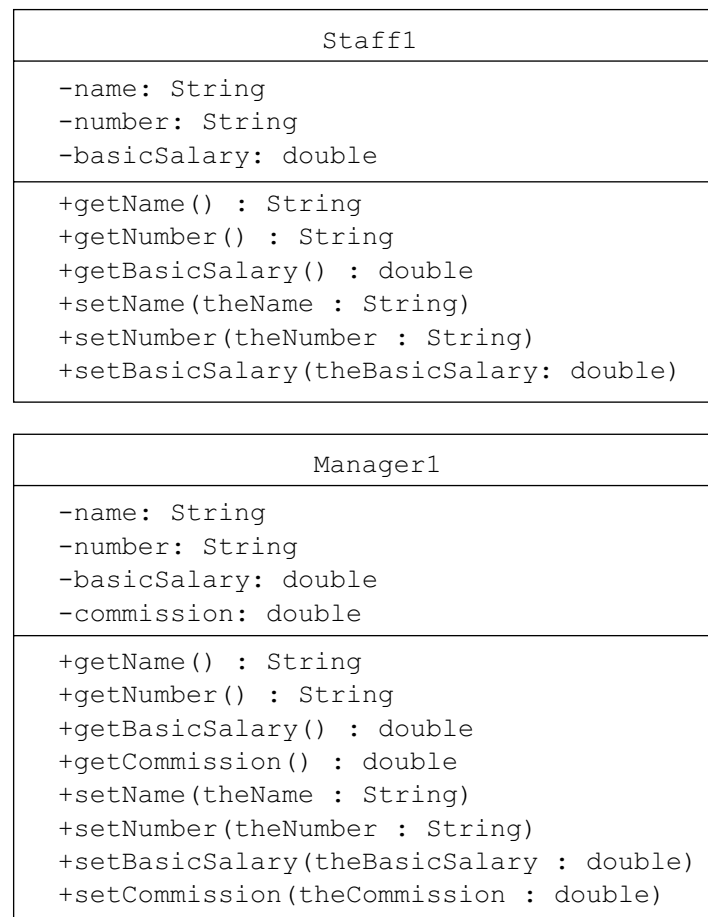 Staff1
-name: String
-number: String
-basicSalary: double
+getName() : String
+getNumber() : String
+getBasicSalary() : double
+setName(theName : String)
+setNumber(theNumber : String)
+setBasicSalary(theBasicSalary: double)
Manager1
-name: String
-number: String
-basicSalary: double
-commission: double
+getName() : String
+getNumber() : String
+getBasicSalary() : double
+getCommission() : double
+setName(theName : String)
+setNumber(theNumber : String)
+setBasicSalary(theBasicSalary : double)
+setCommission(theCommission : double)